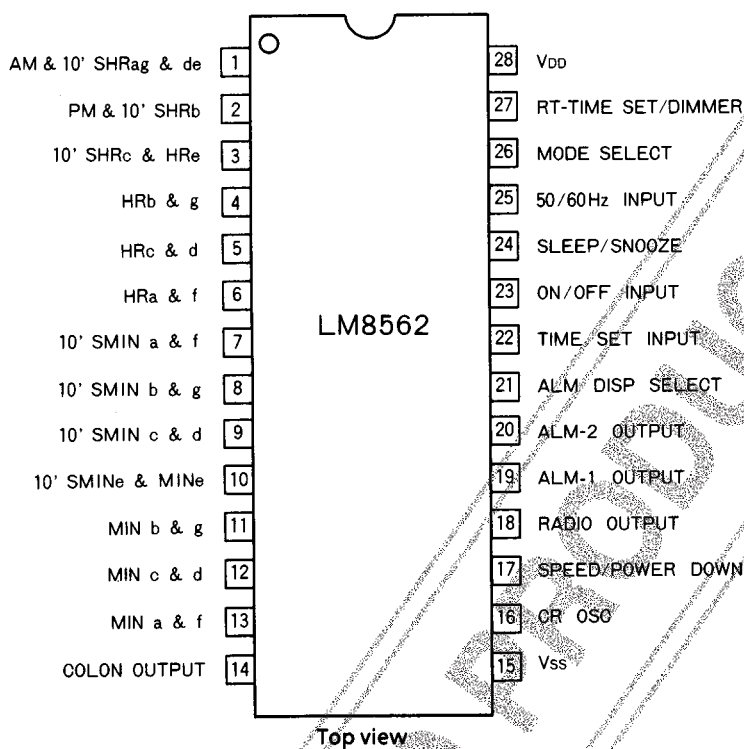 AM & 10' SHRag & de 1
PM & 10' SHRb 2
10' SHRc & HRe 3
HRb & g 4
HRc & d 5
HRa & f 6
10' SMIN a & f 7
10' SMIN b & g 8
10' SMIN c & d 9
10' SMINe & MINe 10
MIN b & g 11
MIN c & d 12
MIN a & f 13
COLON OUTPUT 14
LM8562
28 VDD
27 RT-TIME SET/DIMMER
26 MODE SELECT
25 50/60Hz INPUT
24 SLEEP/SNOOZE
23 ON/OFF INPUT
22 TIME SET INPUT
21 ALM DISP SELECT
20 ALM-2 OUTPUT
19 ALM-1 OUTPUT
18 RADIO OUTPUT
17 SPEED/POWER DOWN
16 CR OSC
15 Vss
Top view